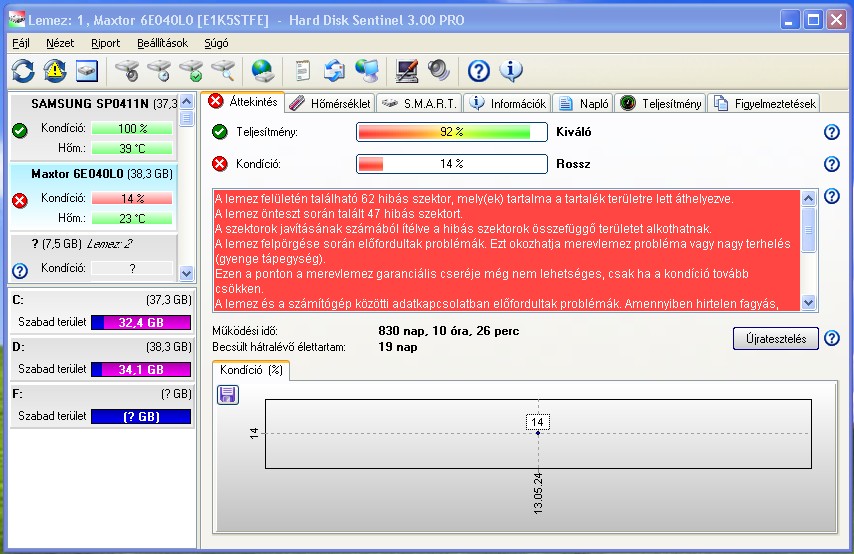 Lemez: 1, Maxtor 6E040L0 [E1K5STFE] - Hard Disk Sentinel 3.00 PRO
Fájl Nézet Riport Beállítások Súgó
SAMSUNG SP0411N (37,3
Kondíció: 100 %
Hőm.: 39 °C
Maxtor 6E040L0 (38,3 GB)
Kondíció: 14 %
Hőm.: 23 °C
? (7,5 GB) Lemez: 2
Kondíció: ?
C: (37,3 GB)
Szabad terület 32,4 GB
D: (38,3 GB)
Szabad terület 34,1 GB
F: (? GB)
Szabad terület (? GB)
Áttekintés Hőmérséklet S.M.A.R.T. Információk Napló Teljesítmény Figyelmeztetések
Teljesítmény: 92 % Kiváló
Kondíció: 14 % Rossz
A lemez felületén található 62 hibás szektor, mely(ek) tartalma a tartalék területre lett áthelyezve.
A lemez önteszt során talált 47 hibás szektort.
A szektorok javításának számából ítélve a hibás szektorok összefüggő területet alkothatnak.
A lemez felpörgése során előfordultak problémák. Ezt okozhatja merevlemez probléma vagy nagy terhelés
(gyenge tápegység).
Ezen a ponton a merevlemez garanciális cseréje még nem lehetséges, csak ha a kondíció tovább
csökken.
A lemez és a számítógép közötti adatkapcsolatban előfordultak problémák. Amennyiben hirtelen fagyás,
Működési idő: 830 nap, 10 óra, 26 perc
Becsült hátralévő élettartam: 19 nap
Újratesztelés
Kondíció (%)
14
14
13.05.24